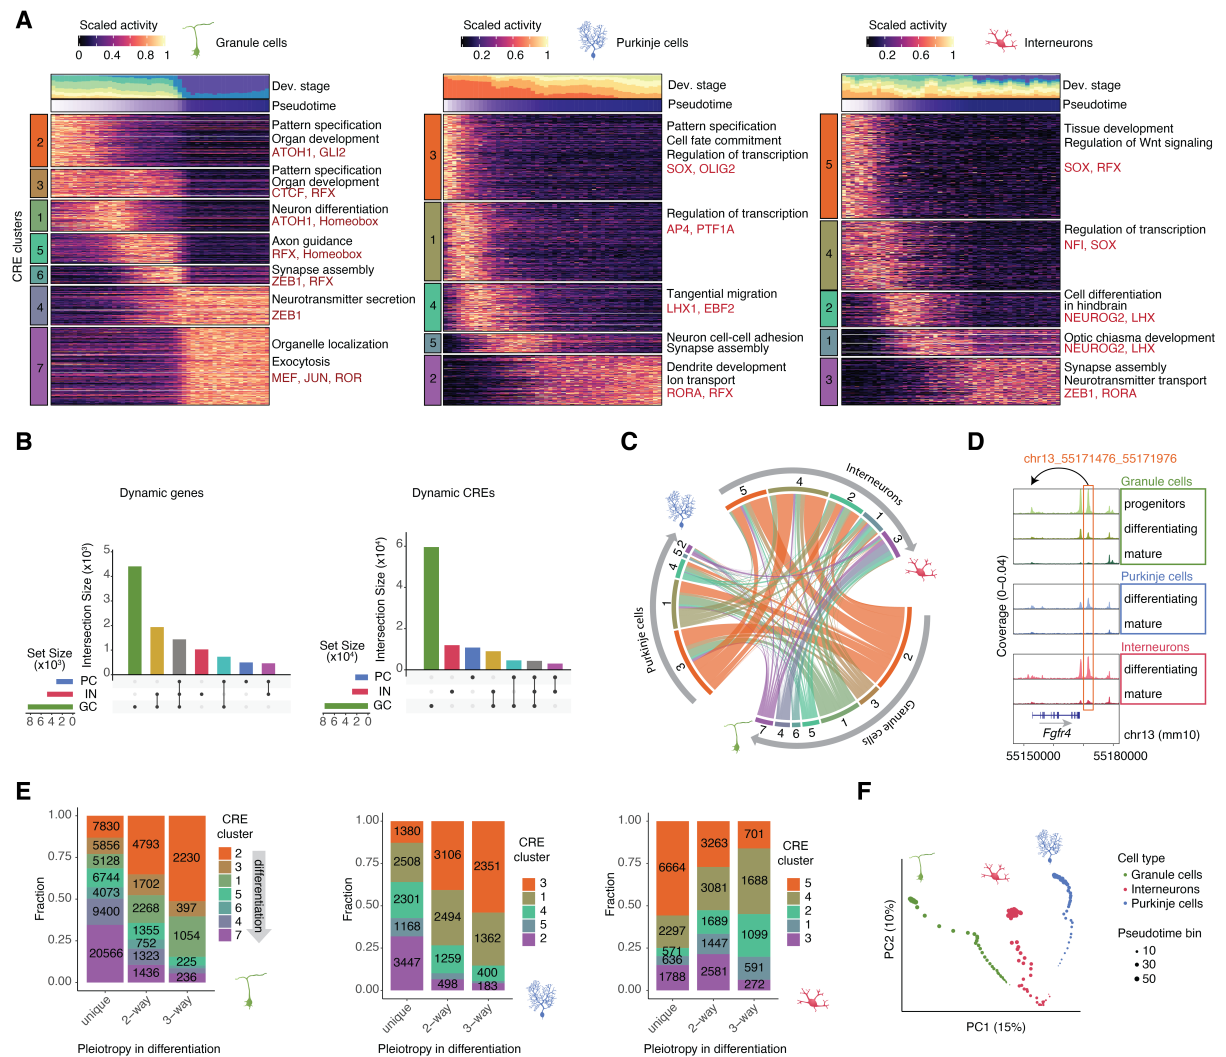 A
Scaled activity
0 0.4 0.8 1
Granule cells
Dev. stage
Pseudotime
CRE clusters
2
Pattern specification
Organ development
ATOH1, GLI2
3
Pattern specification
Organ development
CTCF, RFX
1
Neuron differentiation
ATOH1, Homeobox
5
Axon guidance
RFX, Homeobox
6
Synapse assembly
ZEB1, RFX
4
Neurotransmitter secretion
ZEB1
7
Organelle localization
Exocytosis
MEF, JUN, ROR
Scaled activity
0.2 0.6 1
Purkinje cells
Dev. stage
Pseudotime
3
Pattern specification
Cell fate commitment
Regulation of transcription
SOX, OLIG2
1
Regulation of transcription
AP4, PTF1A
4
Tangential migration
LHX1, EBF2
5
Neuron cell-cell adhesion
Synapse assembly
2
Dendrite development
Ion transport
RORA, RFX
Scaled activity
0.2 0.6 1
Interneurons
Dev. stage
Pseudotime
5
Tissue development
Regulation of Wnt signaling
SOX, RFX
4
Regulation of transcription
NFI, SOX
2
Cell differentiation
in hindbrain
NEUROG2, LHX
1
Optic chiasma development
NEUROG2, LHX
3
Synapse assembly
Neurotransmitter transport
ZEB1, RORA
B
Dynamic genes
Intersection Size (x10³)
5
4
3
2
1
0
Set Size
(x10³)
PC
IN
GC
8 6 4 2 0
Dynamic CREs
Intersection Size (x10⁴)
6
4
2
0
Set Size
(x10⁴)
PC
IN
GC
8 6 4 2 0
C
Interneurons
5 4 2 1 3
Purkinje cells
2
5
4
1
3
Granule cells
2
3
1
5
6
4
7
D
chr13_55171476_55171976
Coverage (0–0.04)
Granule cells
progenitors
differentiating
mature
Purkinje cells
differentiating
mature
Interneurons
differentiating
mature
Fgfr4
chr13 (mm10)
55150000 55180000
E
Fraction
1.00
0.75
0.50
0.25
0.00
7830
5856
5128
6744
4073
9400
20566
4793
1702
2268
1355
752
1323
1436
2230
397
1054
225
236
unique 2−way 3−way
Pleiotropy in differentiation
CRE
cluster
2
3
1
5
6
4
7
differentiation
Fraction
1.00
0.75
0.50
0.25
0.00
1380
2508
2301
1168
3447
3106
2494
1259
498
2351
1362
400
183
unique 2−way 3−way
Pleiotropy in differentiation
CRE
cluster
3
1
4
5
2
Fraction
1.00
0.75
0.50
0.25
0.00
6664
2297
571
636
1788
3263
3081
1689
1447
2581
701
1688
1099
591
272
unique 2−way 3−way
Pleiotropy in differentiation
CRE
cluster
5
4
2
1
3
F
PC2 (10%)
PC1 (15%)
Cell type
Granule cells
Interneurons
Purkinje cells
Pseudotime bin
10
30
50